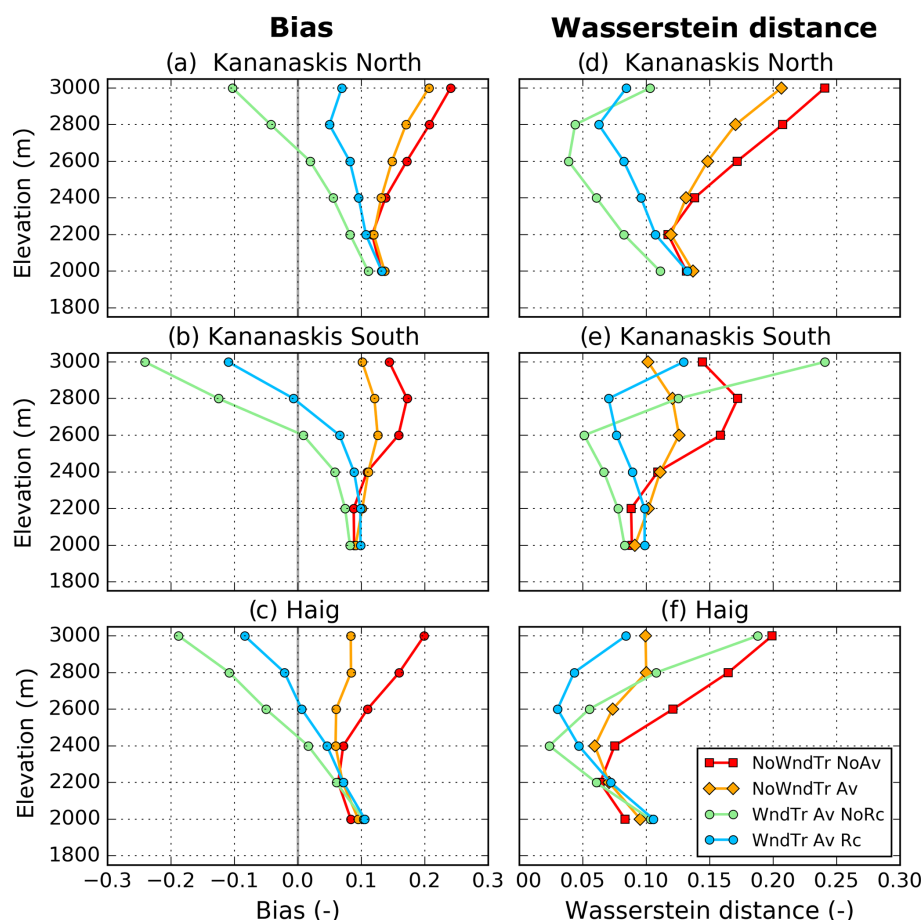 Bias
Wasserstein distance
(a) Kananaskis North
(d) Kananaskis North
3000
2800
2600
2400
2200
2000
1800
Elevation (m)
(b) Kananaskis South
(e) Kananaskis South
3000
2800
2600
2400
2200
2000
1800
Elevation (m)
(c) Haig
(f) Haig
3000
2800
2600
2400
2200
2000
1800
Elevation (m)
NoWndTr NoAv
NoWndTr Av
WndTr Av NoRc
WndTr Av Rc
−0.3 −0.2 −0.1 0.0 0.1 0.2 0.3
00 0.05 0.10 0.15 0.20 0.25 0.30
Bias (-)
Wasserstein distance (-)